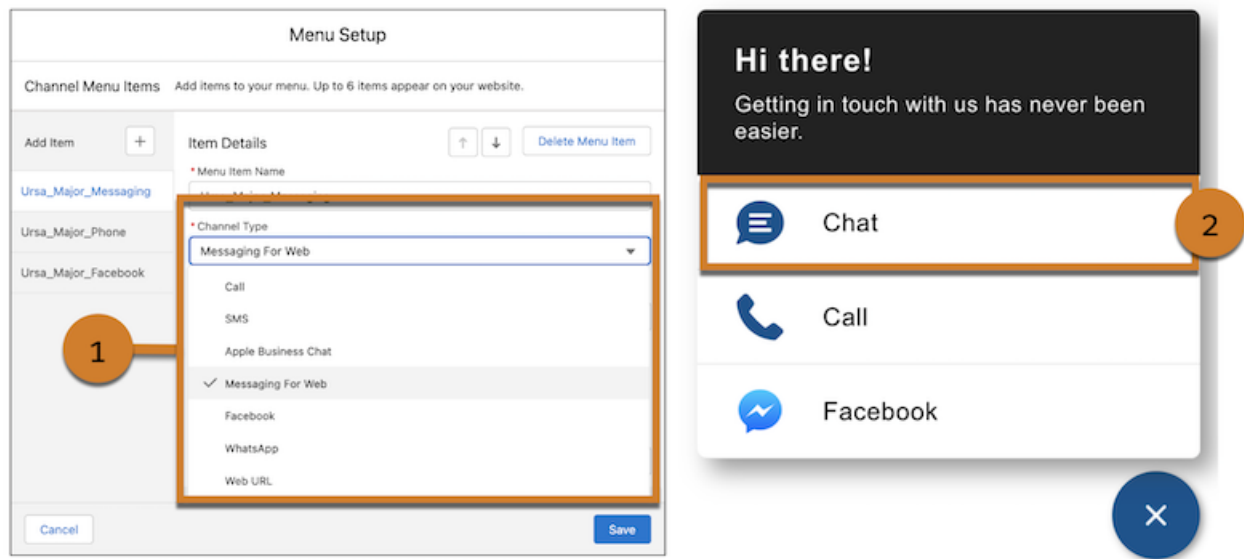 Menu Setup
Channel Menu Items Add items to your menu. Up to 6 items appear on your website.
Add Item
Item Details
Delete Menu Item
*Menu Item Name
Ursa_Major_Messaging
Ursa_Major_Phone
Ursa_Major_Facebook
*Channel Type
Messaging For Web
Call
SMS
Apple Business Chat
Messaging For Web
Facebook
WhatsApp
Web URL
Cancel
Save
1
Hi there!
Getting in touch with us has never been
easier.
Chat
2
Call
Facebook